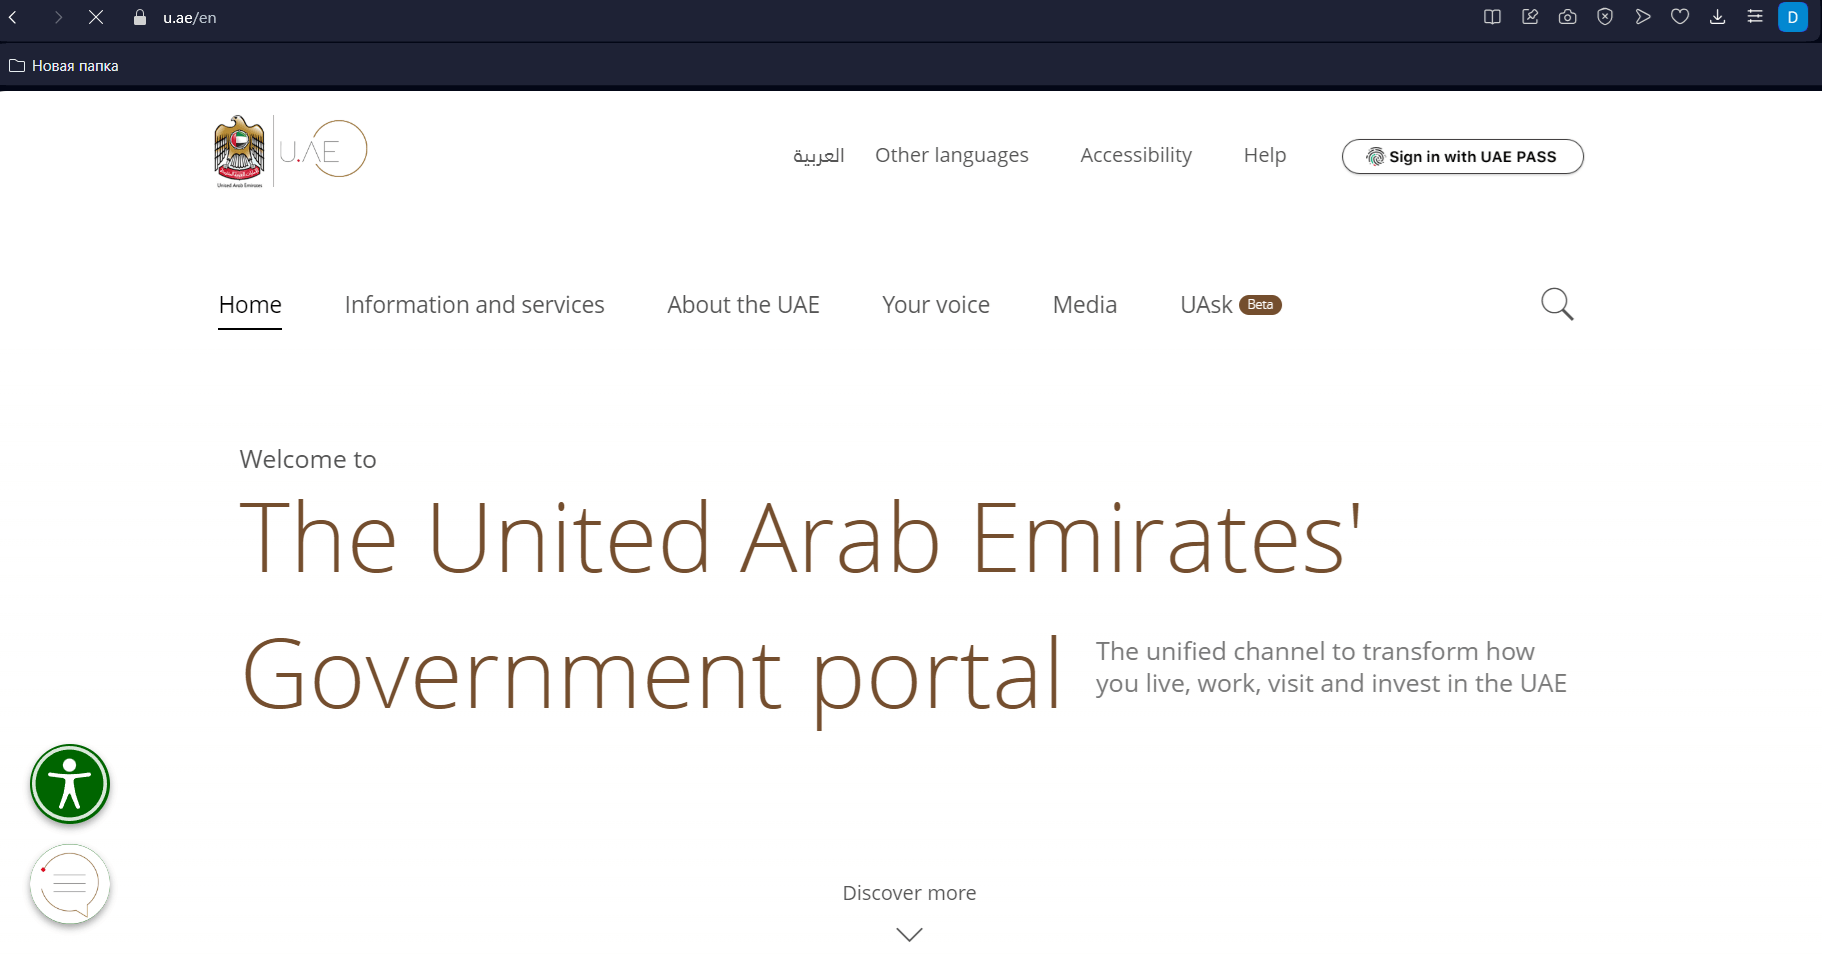 u.ae/en
D
Новая папка
U.AE
United Arab Emirates
العربية
Other languages
Accessibility
Help
Sign in with UAE PASS
Home
Information and services
About the UAE
Your voice
Media
UAsk Beta
Welcome to
The United Arab Emirates'
Government portal
The unified channel to transform how
you live, work, visit and invest in the UAE
Discover more